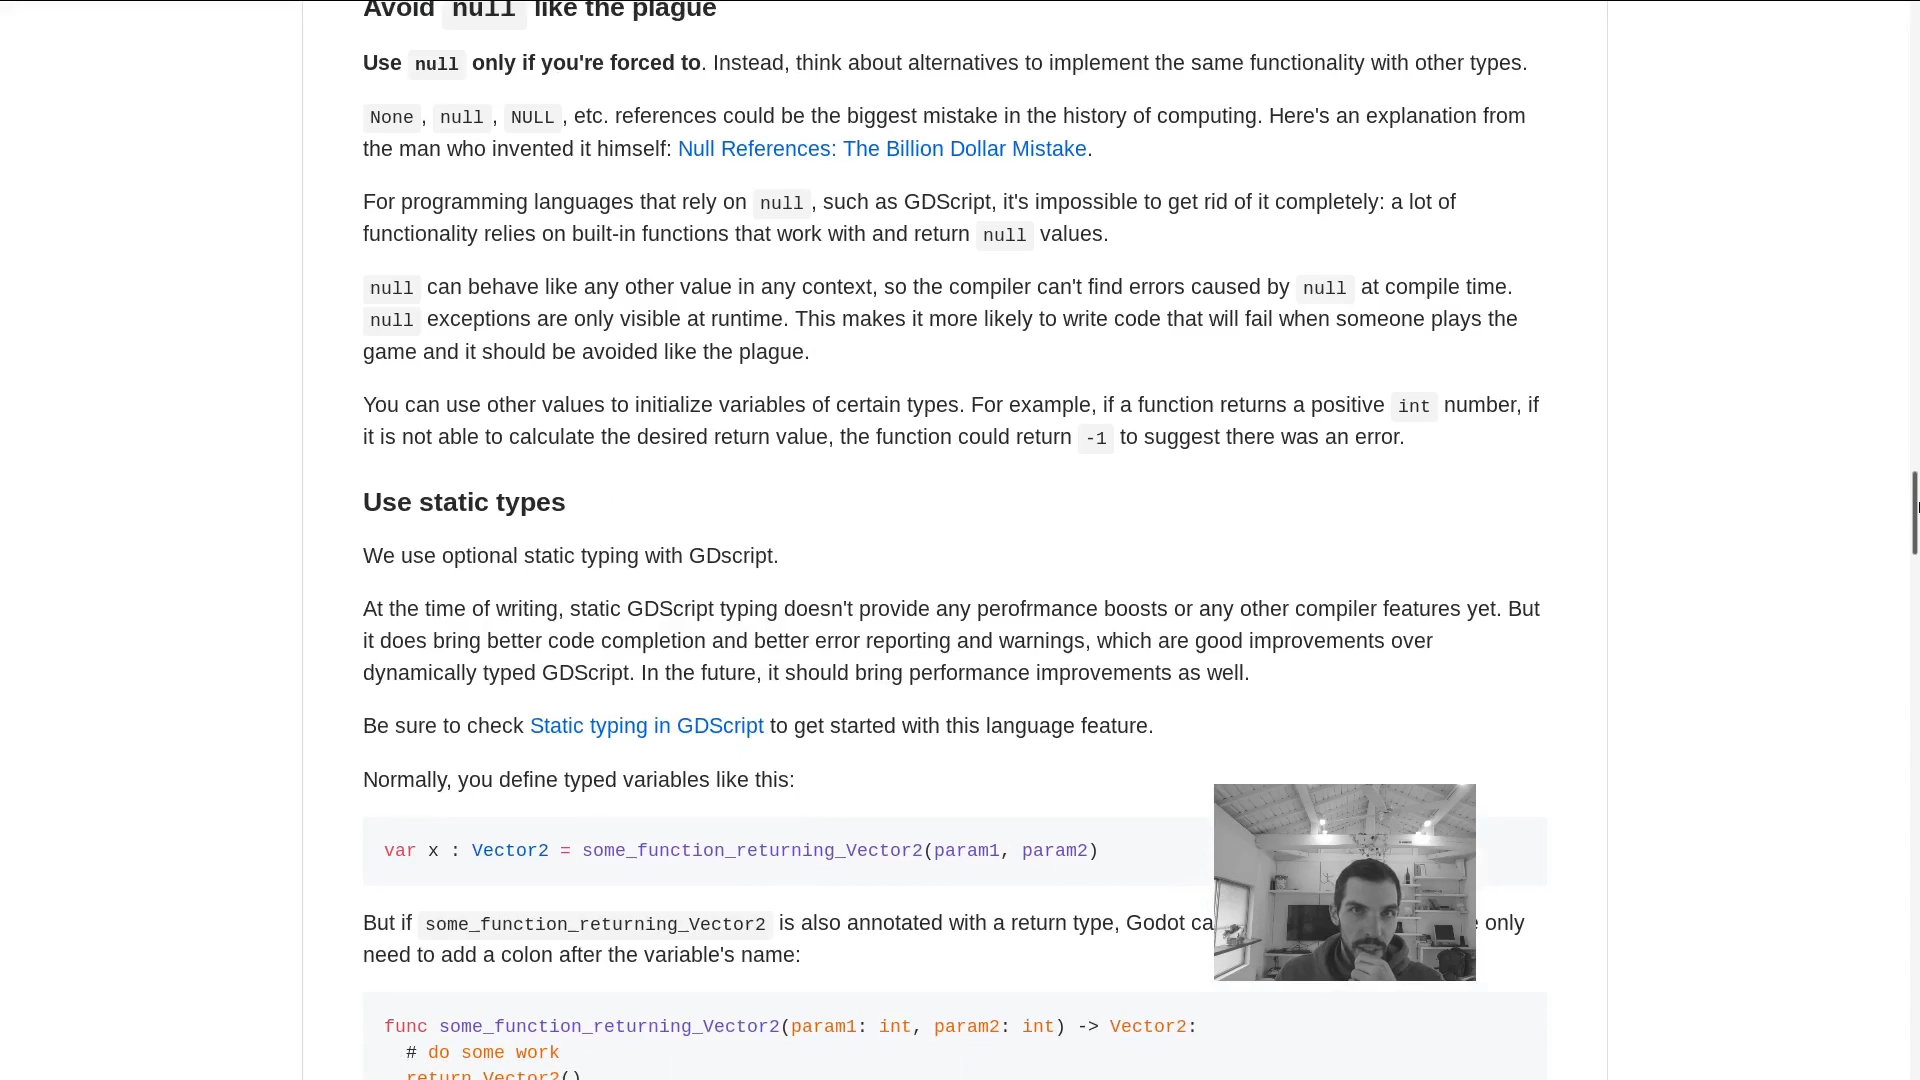 Avoid null like the plague
Use null only if you're forced to. Instead, think about alternatives to implement the same functionality with other types.
None, null, NULL, etc. references could be the biggest mistake in the history of computing. Here's an explanation from
the man who invented it himself: Null References: The Billion Dollar Mistake.
For programming languages that rely on null, such as GDScript, it's impossible to get rid of it completely: a lot of
functionality relies on built-in functions that work with and return null values.
null can behave like any other value in any context, so the compiler can't find errors caused by null at compile time.
null exceptions are only visible at runtime. This makes it more likely to write code that will fail when someone plays the
game and it should be avoided like the plague.
You can use other values to initialize variables of certain types. For example, if a function returns a positive int number, if
it is not able to calculate the desired return value, the function could return -1 to suggest there was an error.
Use static types
We use optional static typing with GDscript.
At the time of writing, static GDScript typing doesn't provide any perofrmance boosts or any other compiler features yet. But
it does bring better code completion and better error reporting and warnings, which are good improvements over
dynamically typed GDScript. In the future, it should bring performance improvements as well.
Be sure to check Static typing in GDScript to get started with this language feature.
Normally, you define typed variables like this:
var x : Vector2 = some_function_returning_Vector2(param1, param2)
But if some_function_returning_Vector2 is also annotated with a return type, Godot ca only
need to add a colon after the variable's name:
func some_function_returning_Vector2(param1: int, param2: int) -> Vector2:
# do some work
return Vector2()